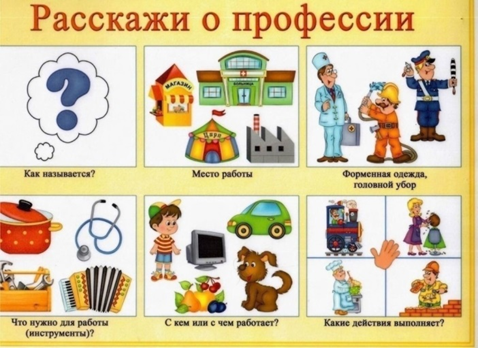 Расскажи о профессии
МАГАЗИН
Цирк
Как называется?
Место работы
Форменная одежда,
головной убор
Что нужно для работы
(инструменты)?
С кем или с чем работает?
Какие действия выполняет?